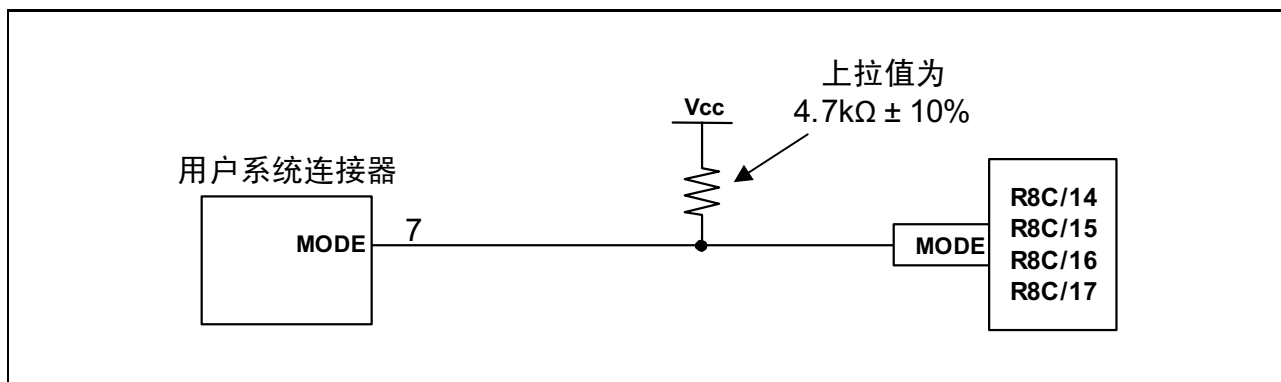 上拉值为
4.7kΩ ± 10%
Vcc
用户系统连接器
MODE
7
MODE
R8C/14
R8C/15
R8C/16
R8C/17